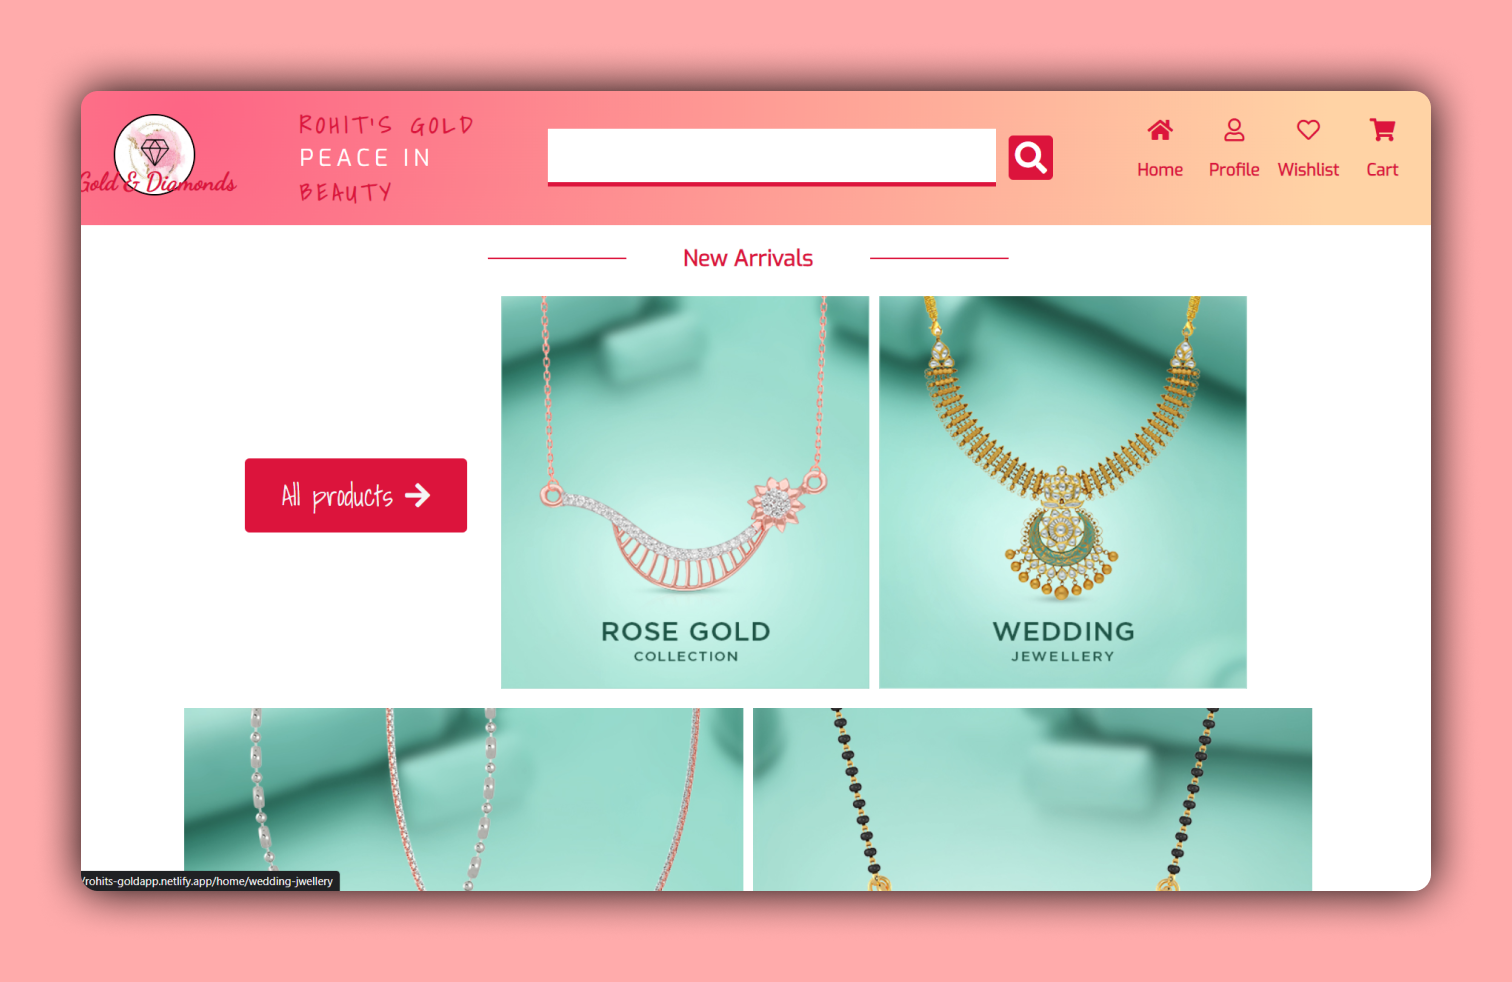 Gold & Diamonds
ROHIT'S GOLD
PEACE IN
BEAUTY
Home
Profile
Wishlist
Cart
New Arrivals
All products
ROSE GOLD
COLLECTION
WEDDING
JEWELLERY
/rohits-goldapp.netlify.app/home/wedding-jwellery